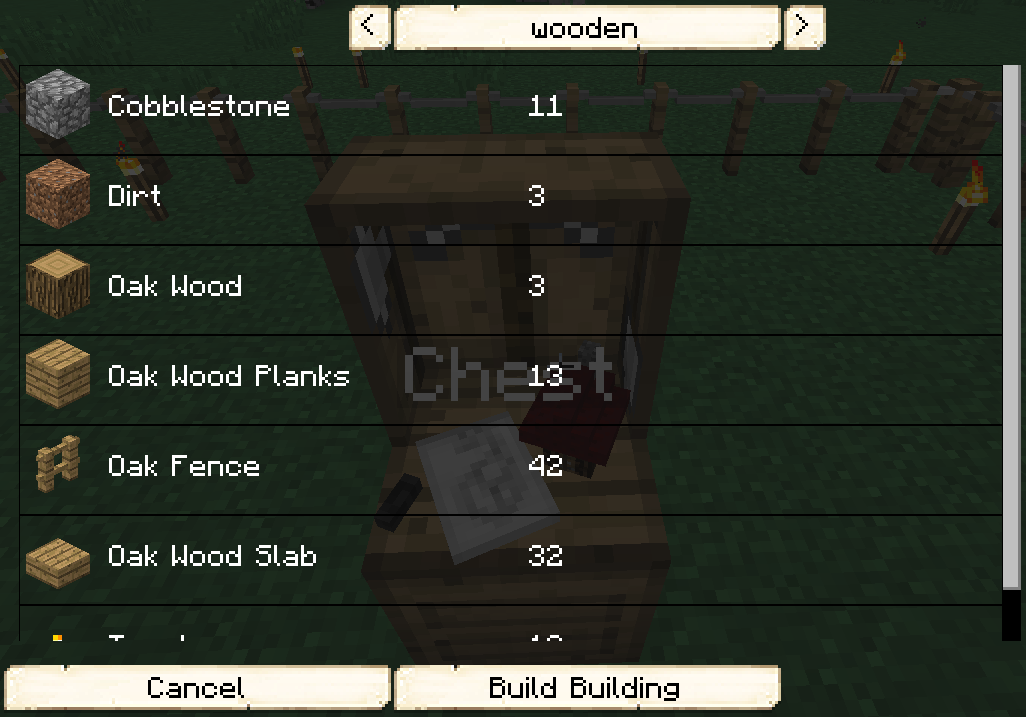 < wooden >
Cobblestone 11
Dirt 3
Oak Wood 3
Oak Wood Planks 13
Chest
Oak Fence 42
Oak Wood Slab 32
Cancel Build Building